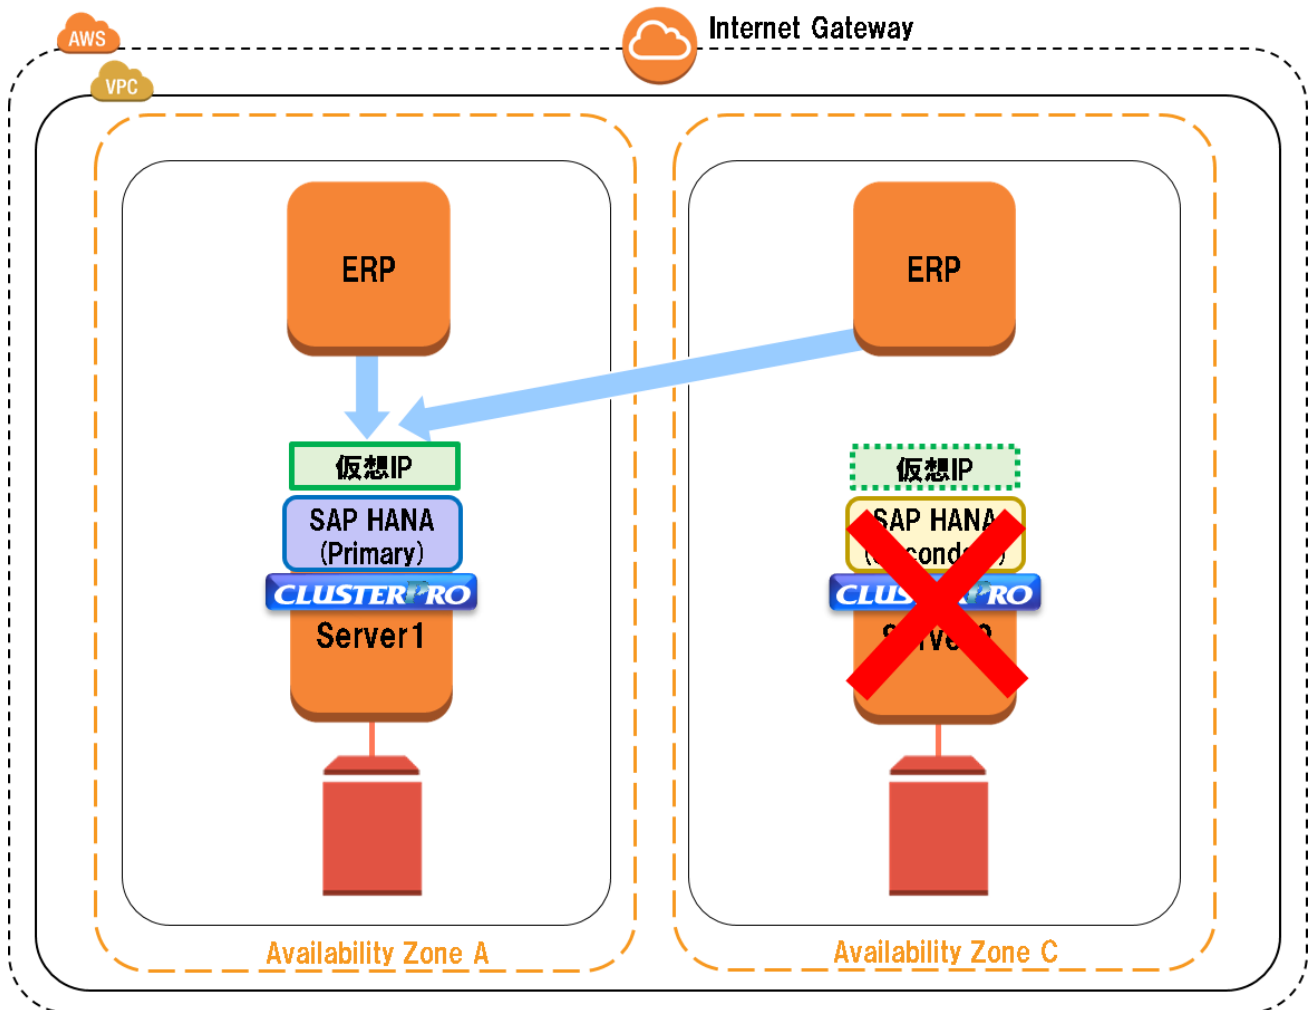 AWS
Internet Gateway
VPC
ERP
ERP
仮想IP
仮想IP
SAP HANA
(Primary)
SAP HANA
CLUSTERPRO
CLUSTERPRO
Server1
Availability Zone A
Availability Zone C